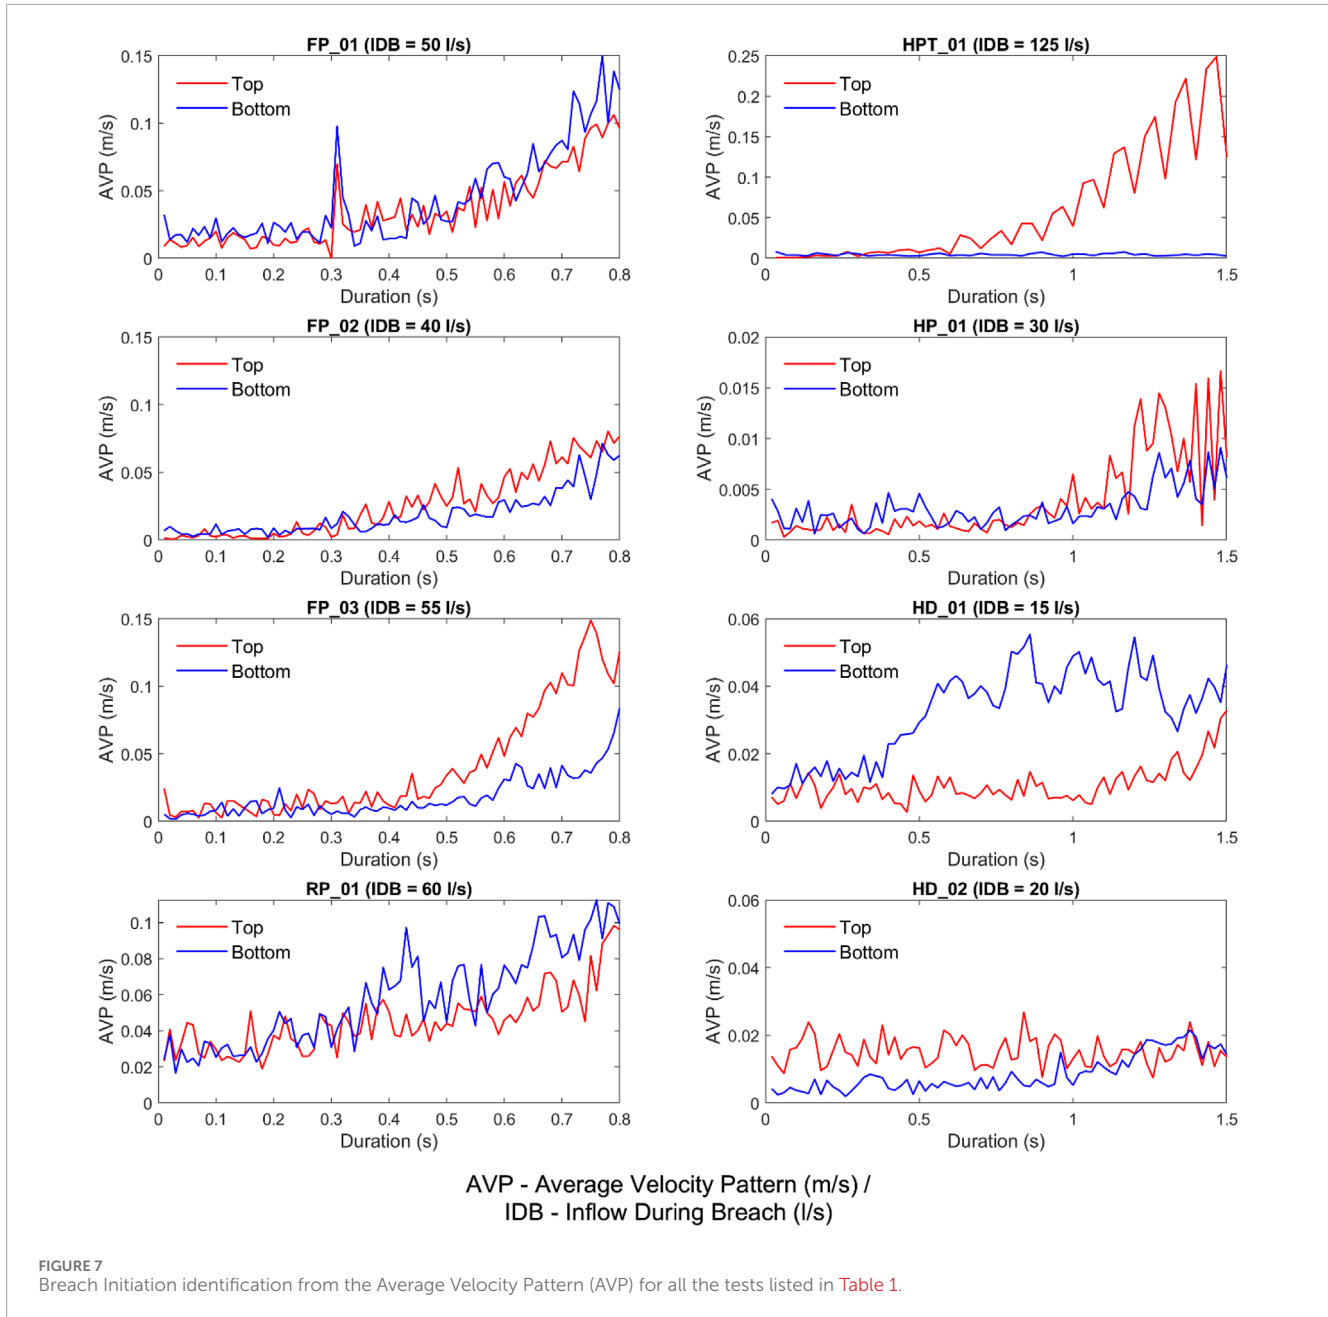 FP_01 (IDB = 50 l/s)
0.15
0.1
0.05
0
AVP (m/s)
Top
Bottom
0 0.1 0.2 0.3 0.4 0.5 0.6 0.7 0.8
Duration (s)
HPT_01 (IDB = 125 l/s)
0.25
0.2
0.15
0.1
0.05
0
AVP (m/s)
Top
Bottom
0 0.5 1 1.5
Duration (s)
FP_02 (IDB = 40 l/s)
0.15
0.1
0.05
0
AVP (m/s)
Top
Bottom
0 0.1 0.2 0.3 0.4 0.5 0.6 0.7 0.8
Duration (s)
HP_01 (IDB = 30 l/s)
0.02
0.015
0.01
0.005
0
AVP (m/s)
Top
Bottom
0 0.5 1 1.5
Duration (s)
FP_03 (IDB = 55 l/s)
0.15
0.1
0.05
0
AVP (m/s)
Top
Bottom
0 0.1 0.2 0.3 0.4 0.5 0.6 0.7 0.8
Duration (s)
HD_01 (IDB = 15 l/s)
0.06
0.04
0.02
0
AVP (m/s)
Top
Bottom
0 0.5 1 1.5
Duration (s)
RP_01 (IDB = 60 l/s)
0.1
0.08
0.06
0.04
0.02
0
AVP (m/s)
Top
Bottom
0 0.1 0.2 0.3 0.4 0.5 0.6 0.7 0.8
Duration (s)
HD_02 (IDB = 20 l/s)
0.06
0.04
0.02
0
AVP (m/s)
Top
Bottom
0 0.5 1 1.5
Duration (s)
AVP - Average Velocity Pattern (m/s) /
IDB - Inflow During Breach (l/s)
FIGURE 7
Breach Initiation identification from the Average Velocity Pattern (AVP) for all the tests listed in Table 1.